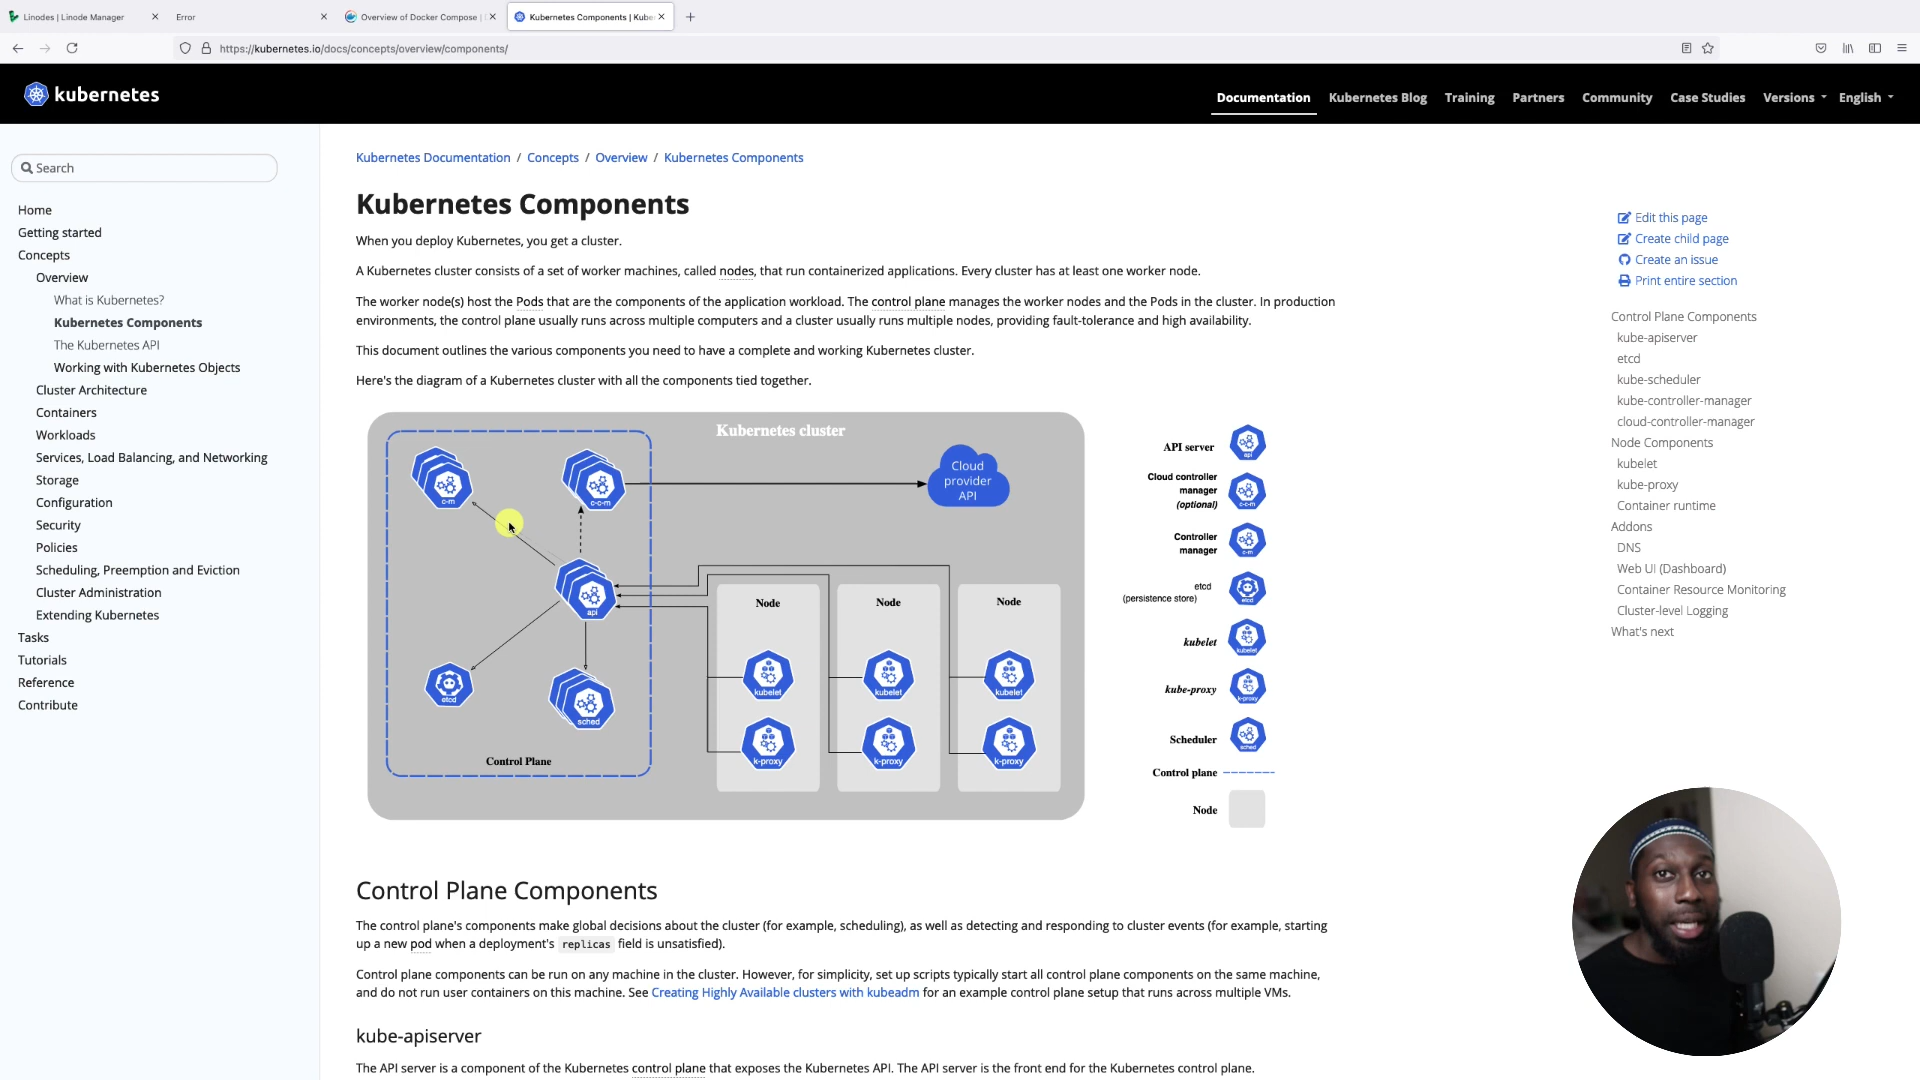 Linodes | Linode Manager
Error
Overview of Docker Compose |
Kubernetes Components | Kube
https://kubernetes.io/docs/concepts/overview/components/
kubernetes
Documentation
Kubernetes Blog
Training
Partners
Community
Case Studies
Versions
English
Search
Home
Getting started
Concepts
Overview
What is Kubernetes?
Kubernetes Components
The Kubernetes API
Working with Kubernetes Objects
Cluster Architecture
Containers
Workloads
Services, Load Balancing, and Networking
Storage
Configuration
Security
Policies
Scheduling, Preemption and Eviction
Cluster Administration
Extending Kubernetes
Tasks
Tutorials
Reference
Contribute
Kubernetes Documentation / Concepts / Overview / Kubernetes Components
Kubernetes Components
When you deploy Kubernetes, you get a cluster.
A Kubernetes cluster consists of a set of worker machines, called nodes, that run containerized applications. Every cluster has at least one worker node.
The worker node(s) host the Pods that are the components of the application workload. The control plane manages the worker nodes and the Pods in the cluster. In production
environments, the control plane usually runs across multiple computers and a cluster usually runs multiple nodes, providing fault-tolerance and high availability.
This document outlines the various components you need to have a complete and working Kubernetes cluster.
Here's the diagram of a Kubernetes cluster with all the components tied together.
Kubernetes cluster
c-m
c-c-m
Cloud
provider
API
api
etcd
sched
Control Plane
Node
Node
Node
kubelet
kubelet
kubelet
k-proxy
k-proxy
k-proxy
API server
api
Cloud controller
manager
(optional)
c-c-m
Controller
manager
c-m
etcd
(persistence store)
etcd
kubelet
kubelet
kube-proxy
k-proxy
Scheduler
sched
Control plane
Node
Control Plane Components
The control plane's components make global decisions about the cluster (for example, scheduling), as well as detecting and responding to cluster events (for example, starting
up a new pod when a deployment's replicas field is unsatisfied).
Control plane components can be run on any machine in the cluster. However, for simplicity, set up scripts typically start all control plane components on the same machine,
and do not run user containers on this machine. See Creating Highly Available clusters with kubeadm for an example control plane setup that runs across multiple VMs.
kube-apiserver
The API server is a component of the Kubernetes control plane that exposes the Kubernetes API. The API server is the front end for the Kubernetes control plane.
Edit this page
Create child page
Create an issue
Print entire section
Control Plane Components
kube-apiserver
etcd
kube-scheduler
kube-controller-manager
cloud-controller-manager
Node Components
kubelet
kube-proxy
Container runtime
Addons
DNS
Web UI (Dashboard)
Container Resource Monitoring
Cluster-level Logging
What's next